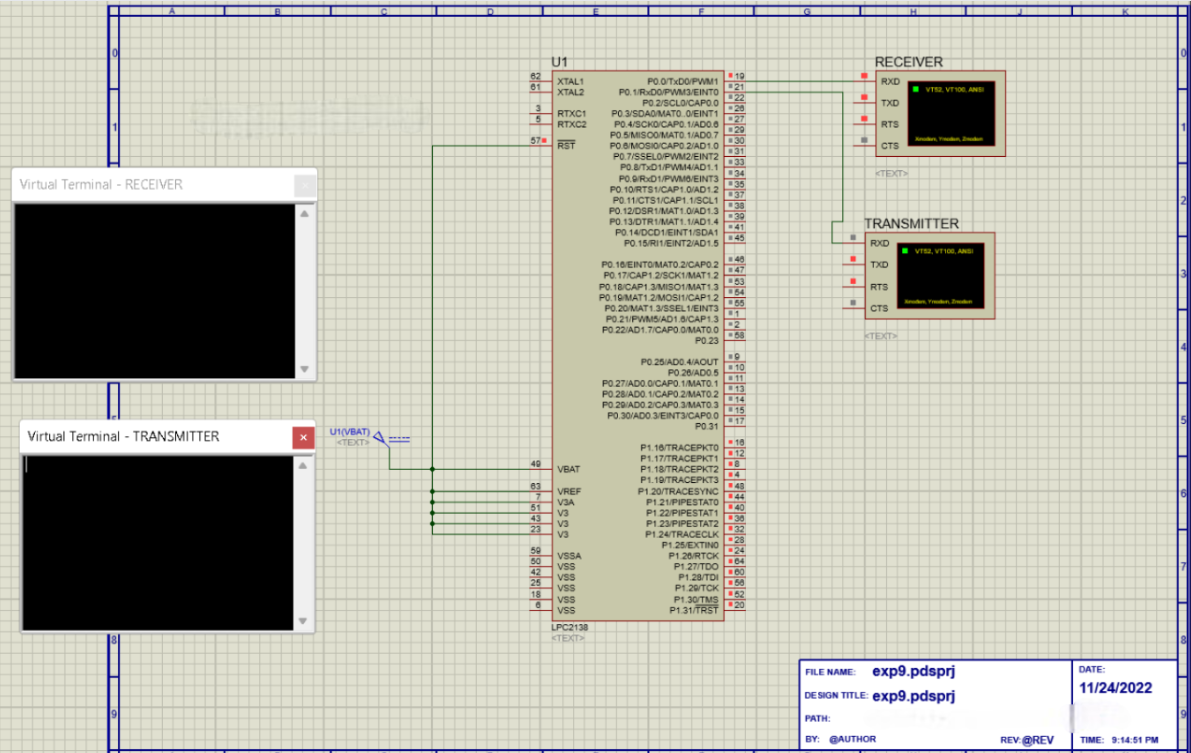 A B C D E F G H J K
0 0
U1
RECEIVER
62 XTAL1
61 XTAL2
3 RTXC1
5 RTXC2
57 RST
P0.0/TxD0/PWM1 19
P0.1/RxD0/PWM3/EINT0 21
P0.2/SCL0/CAP0.0 22
P0.3/SDA0/MAT0..0/EINT1 26
P0.4/SCK0/CAP0.1/AD0.6 27
P0.5/MISO0/MAT0.1/AD0.7 29
P0.6/MOSI0/CAP0.2/AD1.0 30
P0.7/SSEL0/PWM2/EINT2 31
P0.8/TxD1/PWM4/AD1.1 33
P0.9/RxD1/PWM6/EINT3 34
P0.10/RTS1/CAP1.0/AD1.2 35
P0.11/CTS1/CAP1.1/SCL1 37
P0.12/DSR1/MAT1.0/AD1.3 38
P0.13/DTR1/MAT1.1/AD1.4 39
P0.14/DCD1/EINT1/SDA1 41
P0.15/RI1/EINT2/AD1.5 45
RXD
TXD
RTS
CTS
VT52, VT100, ANSI
Xmodem, Ymodem, Zmodem
<TEXT>
1 1
Virtual Terminal - RECEIVER
2
TRANSMITTER
RXD
TXD
RTS
CTS
VT52, VT100, ANSI
Xmodem, Ymodem, Zmodem
<TEXT>
3
P0.16/EINT0/MAT0.2/CAP0.2 46
P0.17/CAP1.2/SCK1/MAT1.2 47
P0.18/CAP1.3/MISO1/MAT1.3 53
P0.19/MAT1.2/MOSI1/CAP1.2 54
P0.20/MAT1.3/SSEL1/EINT3 55
P0.21/PWM5/AD1.6/CAP1.3 1
P0.22/AD1.7/CAP0.0/MAT0.0 2
P0.23 58
4
P0.25/AD0.4/AOUT 9
P0.26/AD0.5 10
P0.27/AD0.0/CAP0.1/MAT0.1 11
P0.28/AD0.1/CAP0.2/MAT0.2 13
P0.29/AD0.2/CAP0.3/MAT0.3 14
P0.30/AD0.3/EINT3/CAP0.0 15
P0.31 17
5
Virtual Terminal - TRANSMITTER
U1(VBAT)
<TEXT>
49 VBAT
63 VREF
7 V3A
51 V3
43 V3
23 V3
59 VSSA
50 VSS
42 VSS
25 VSS
18 VSS
6 VSS
P1.16/TRACEPKT0 16
P1.17/TRACEPKT1 12
P1.18/TRACEPKT2 8
P1.19/TRACEPKT3 4
P1.20/TRACESYNC 48
P1.21/PIPESTAT0 44
P1.22/PIPESTAT1 40
P1.23/PIPESTAT2 36
P1.24/TRACECLK 32
P1.25/EXTIN0 28
P1.26/RTCK 24
P1.27/TDO 64
P1.28/TDI 60
P1.29/TCK 56
P1.30/TMS 52
P1.31/TRST 20
6
7
LPC2138
<TEXT>
8 8
FILE NAME: exp9.pdsprj
DESIGN TITLE: exp9.pdsprj
PATH:
BY: @AUTHOR REV:@REV
DATE:
11/24/2022
TIME: 9:14:51 PM
9 9